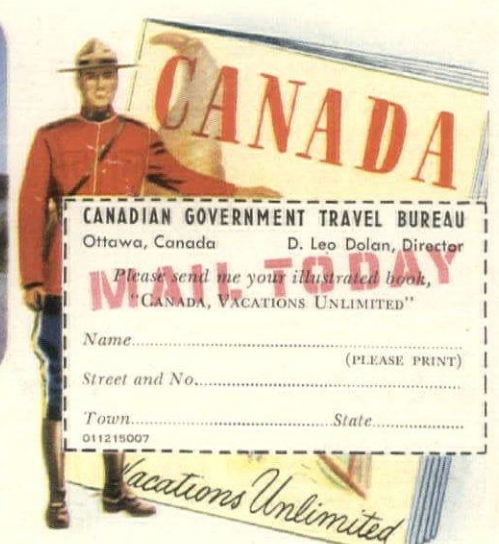 CANADA
CANADIAN GOVERNMENT TRAVEL BUREAU
Ottawa, Canada D. Leo Dolan, Director
MAIL TODAY
Please send me your illustrated book,
"CANADA, VACATIONS UNLIMITED"
Name
(PLEASE PRINT)
Street and No.
Town State
011215007
Vacations Unlimited